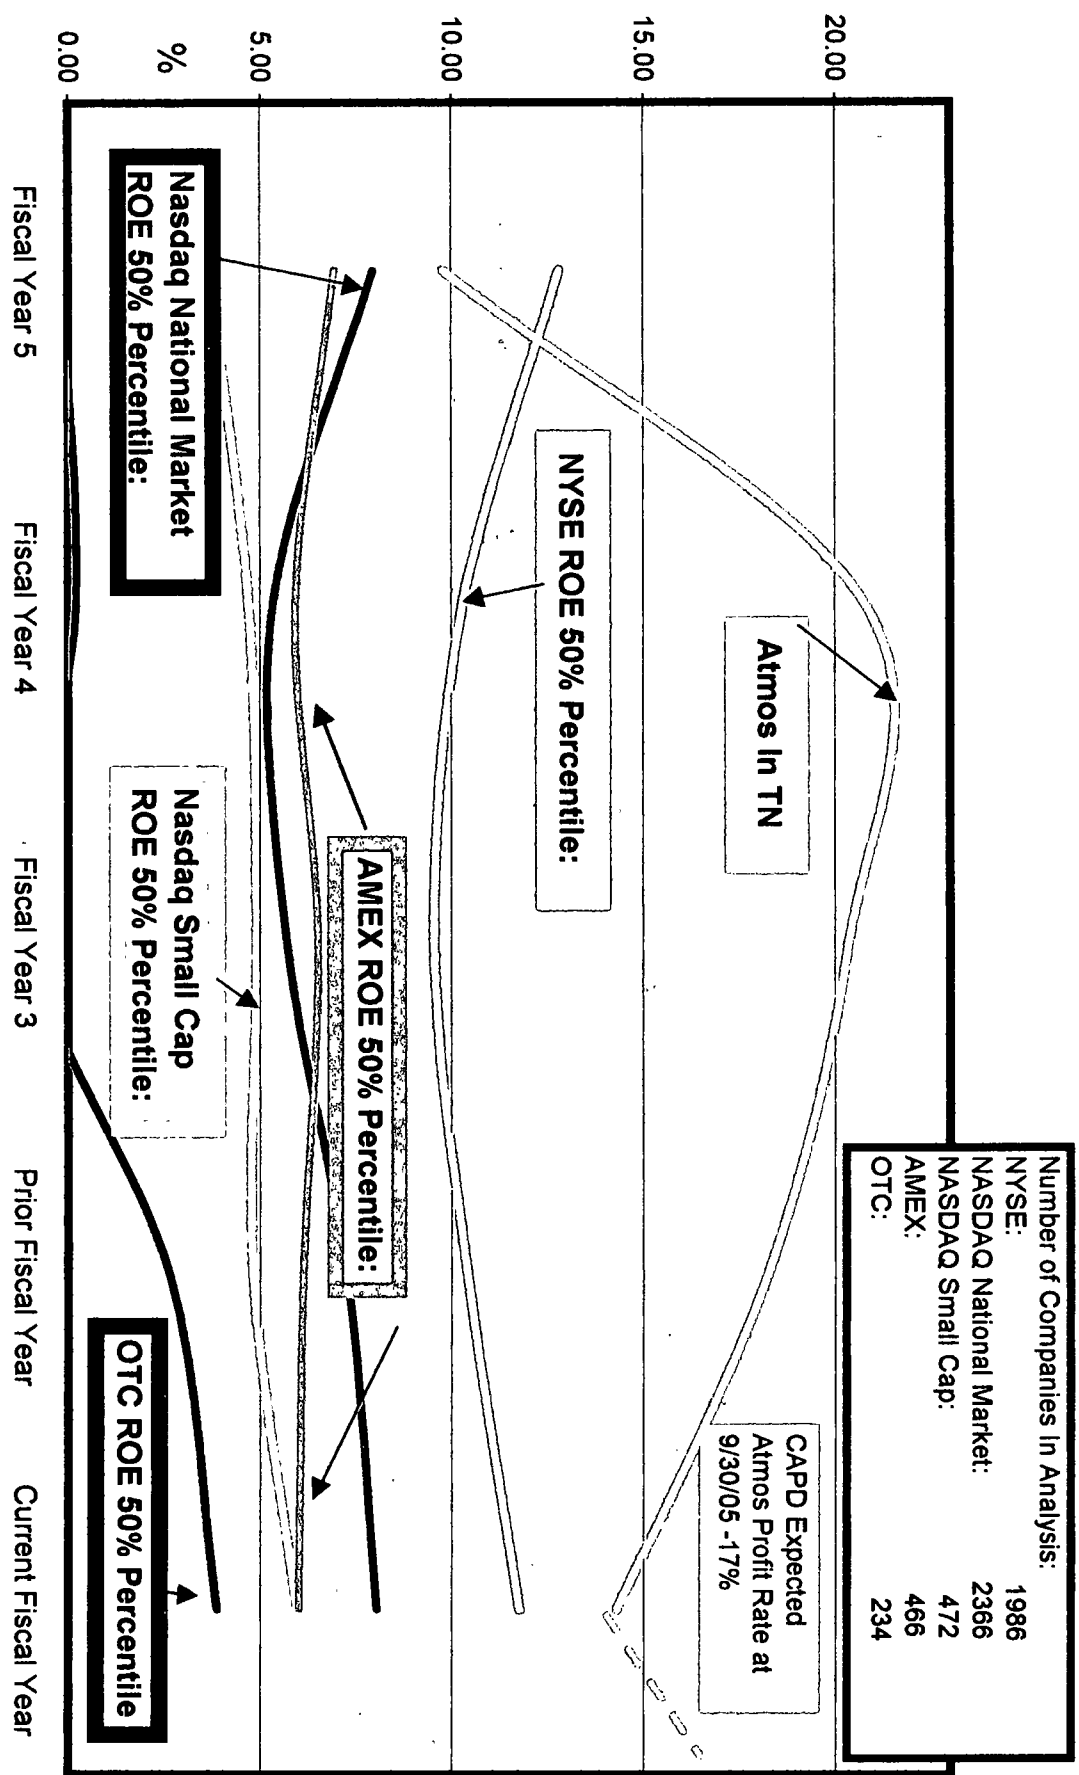 Number of Companies In Analysis:
NYSE: 1986
NASDAQ National Market: 2366
NASDAQ Small Cap: 472
AMEX: 466
OTC: 234
20.00
15.00
10.00
5.00
%
0.00
Atmos In TN
CAPD Expected
Atmos Profit Rate at
9/30/05 -17%
NYSE ROE 50% Percentile:
AMEX ROE 50% Percentile:
Nasdaq National Market
ROE 50% Percentile:
Nasdaq Small Cap
ROE 50% Percentile:
OTC ROE 50% Percentile
Fiscal Year 5
Fiscal Year 4
Fiscal Year 3
Prior Fiscal Year
Current Fiscal Year